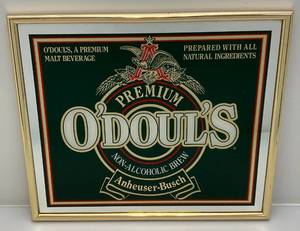 O'DOUL'S, A PREMIUM
MALT BEVERAGE
PREPARED WITH ALL
NATURAL INGREDIENTS
PREMIUM
O'DOUL'S
NON-ALCOHOLIC BREW
Anheuser-Busch